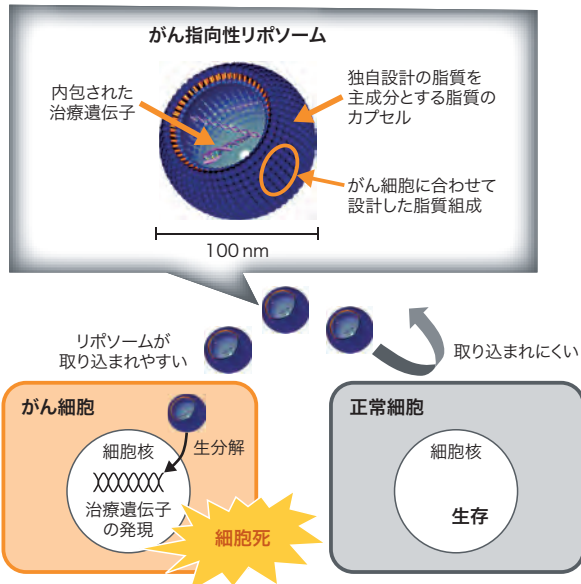 がん指向性リポソーム
内包された
治療遺伝子
独自設計の脂質を
主成分とする脂質の
カプセル
がん細胞に合わせて
設計した脂質組成
100 nm
リポソームが
取り込まれやすい
取り込まれにくい
がん細胞
細胞核
生分解
治療遺伝子
の発現
細胞死
正常細胞
細胞核
生存